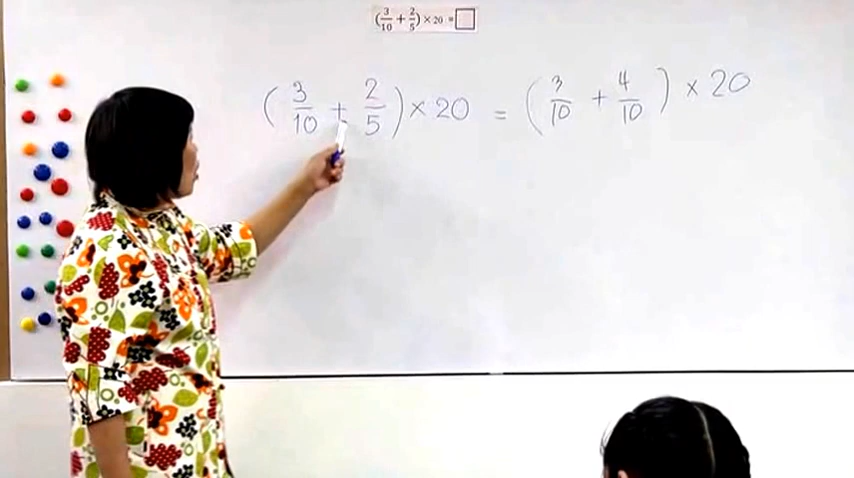 (3/10 + 2/5) × 20 = □
(3/10 + 2/5) × 20 = (3/10 + 4/10) × 20